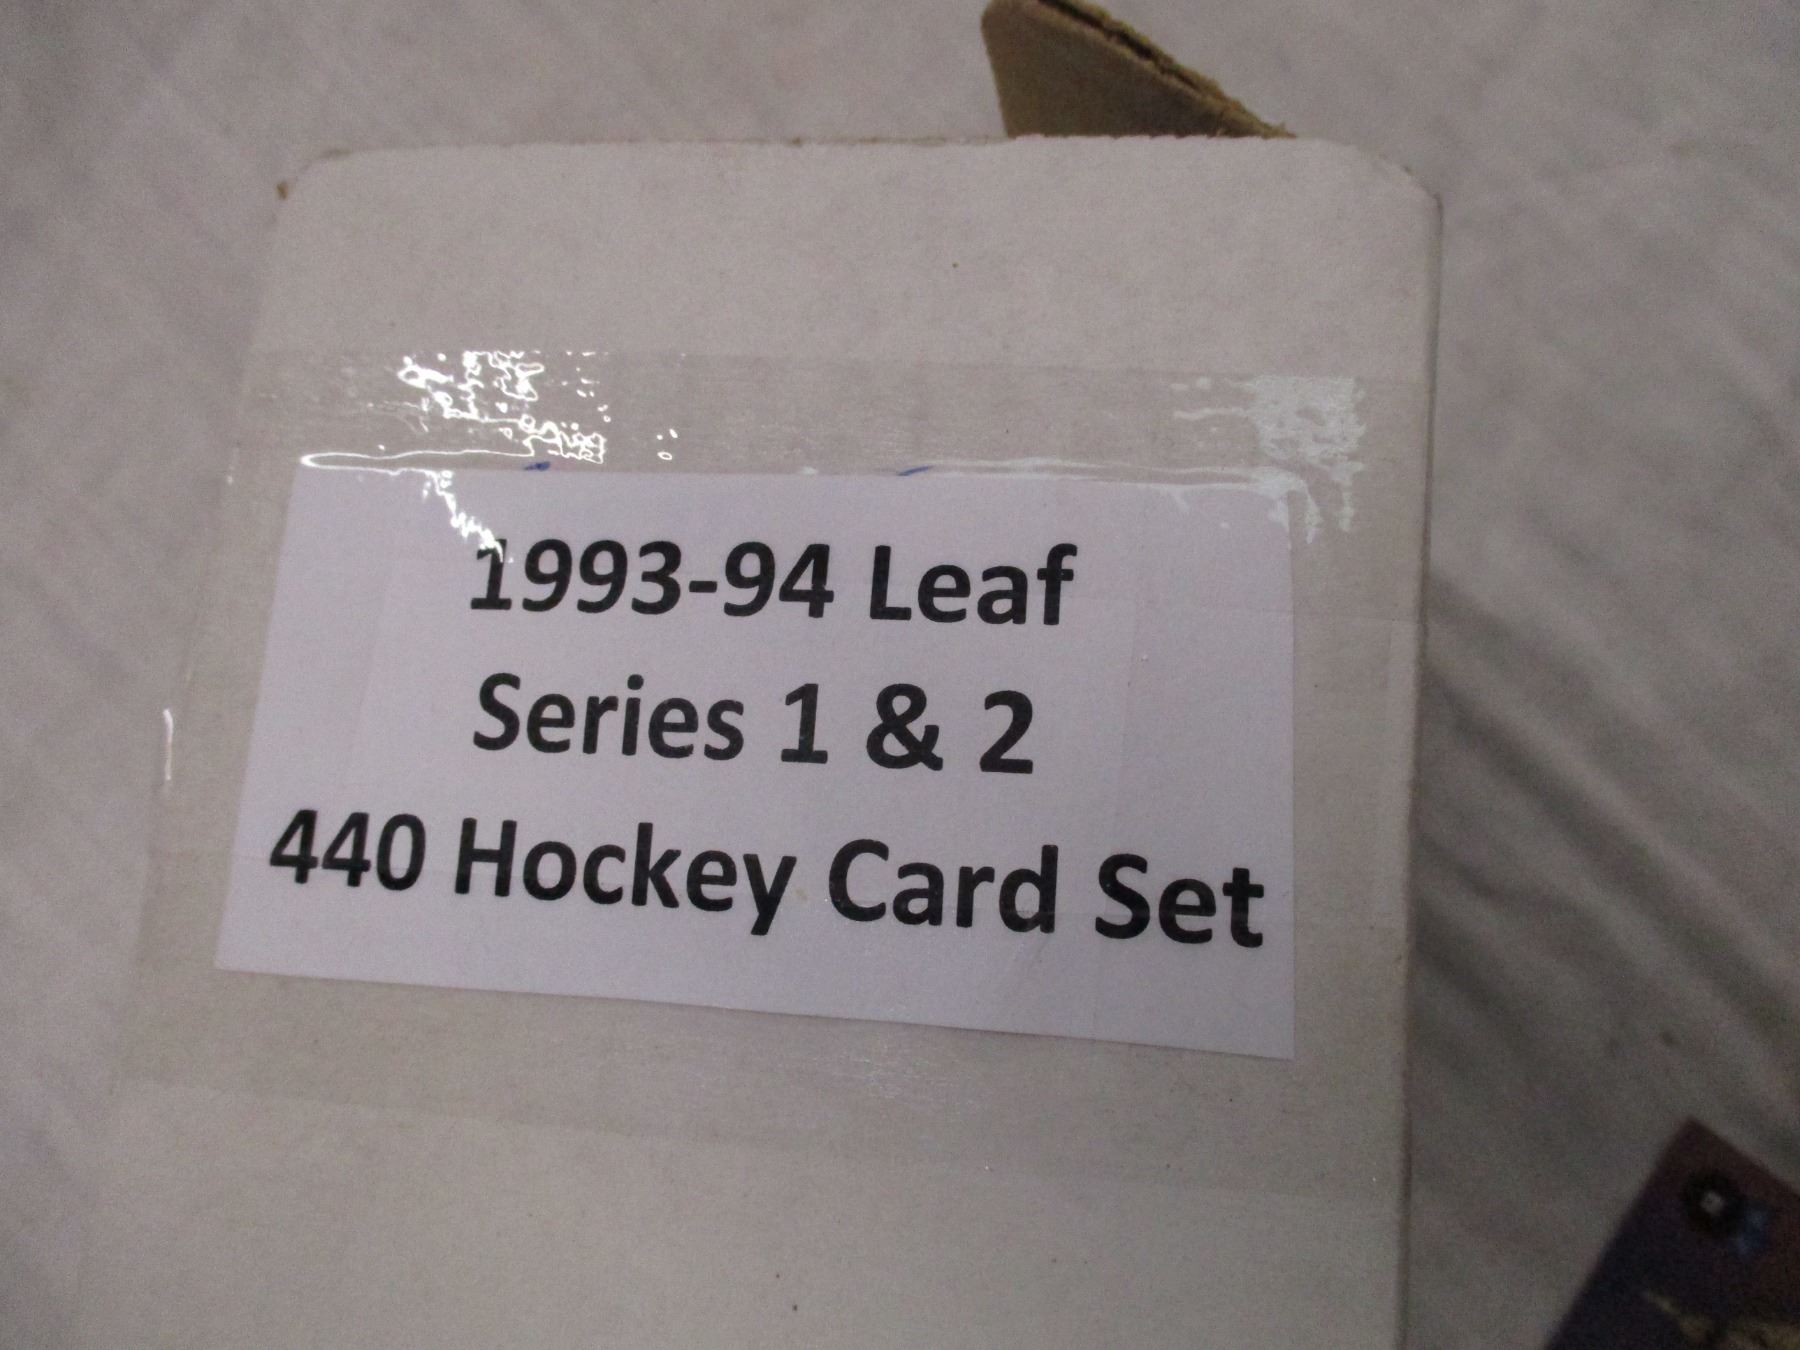 1993-94 Leaf
Series 1 & 2
440 Hockey Card Set